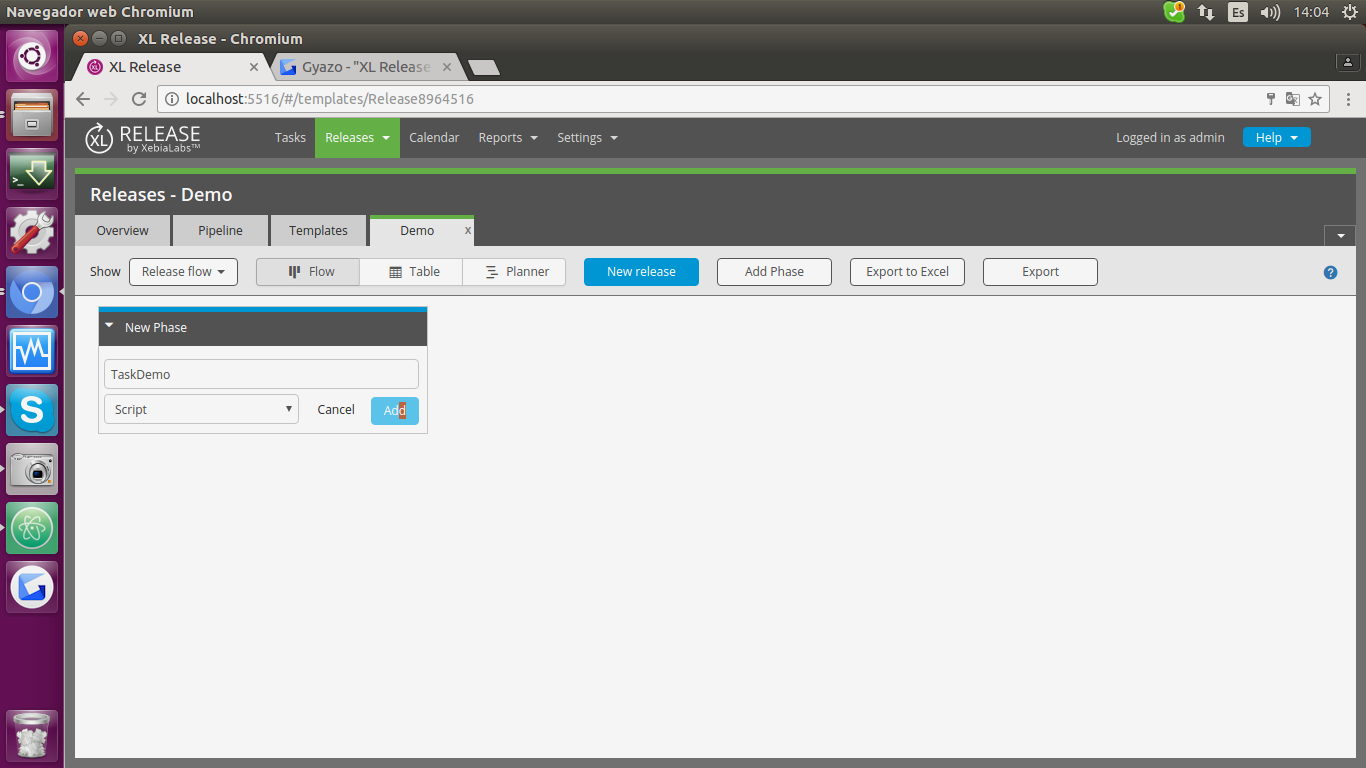 Navegador web Chromium
1
Es
14:04
XL Release - Chromium
XL Release
Gyazo - "XL Release
localhost:5516/#/templates/Release8964516
XL RELEASE
by XebiaLabs™
Tasks
Releases
Calendar
Reports
Settings
Logged in as admin
Help
Releases - Demo
Overview
Pipeline
Templates
Demo
x
Show
Release flow
Flow
Table
Planner
New release
Add Phase
Export to Excel
Export
?
New Phase
TaskDemo
Script
Cancel
Add
>_
S